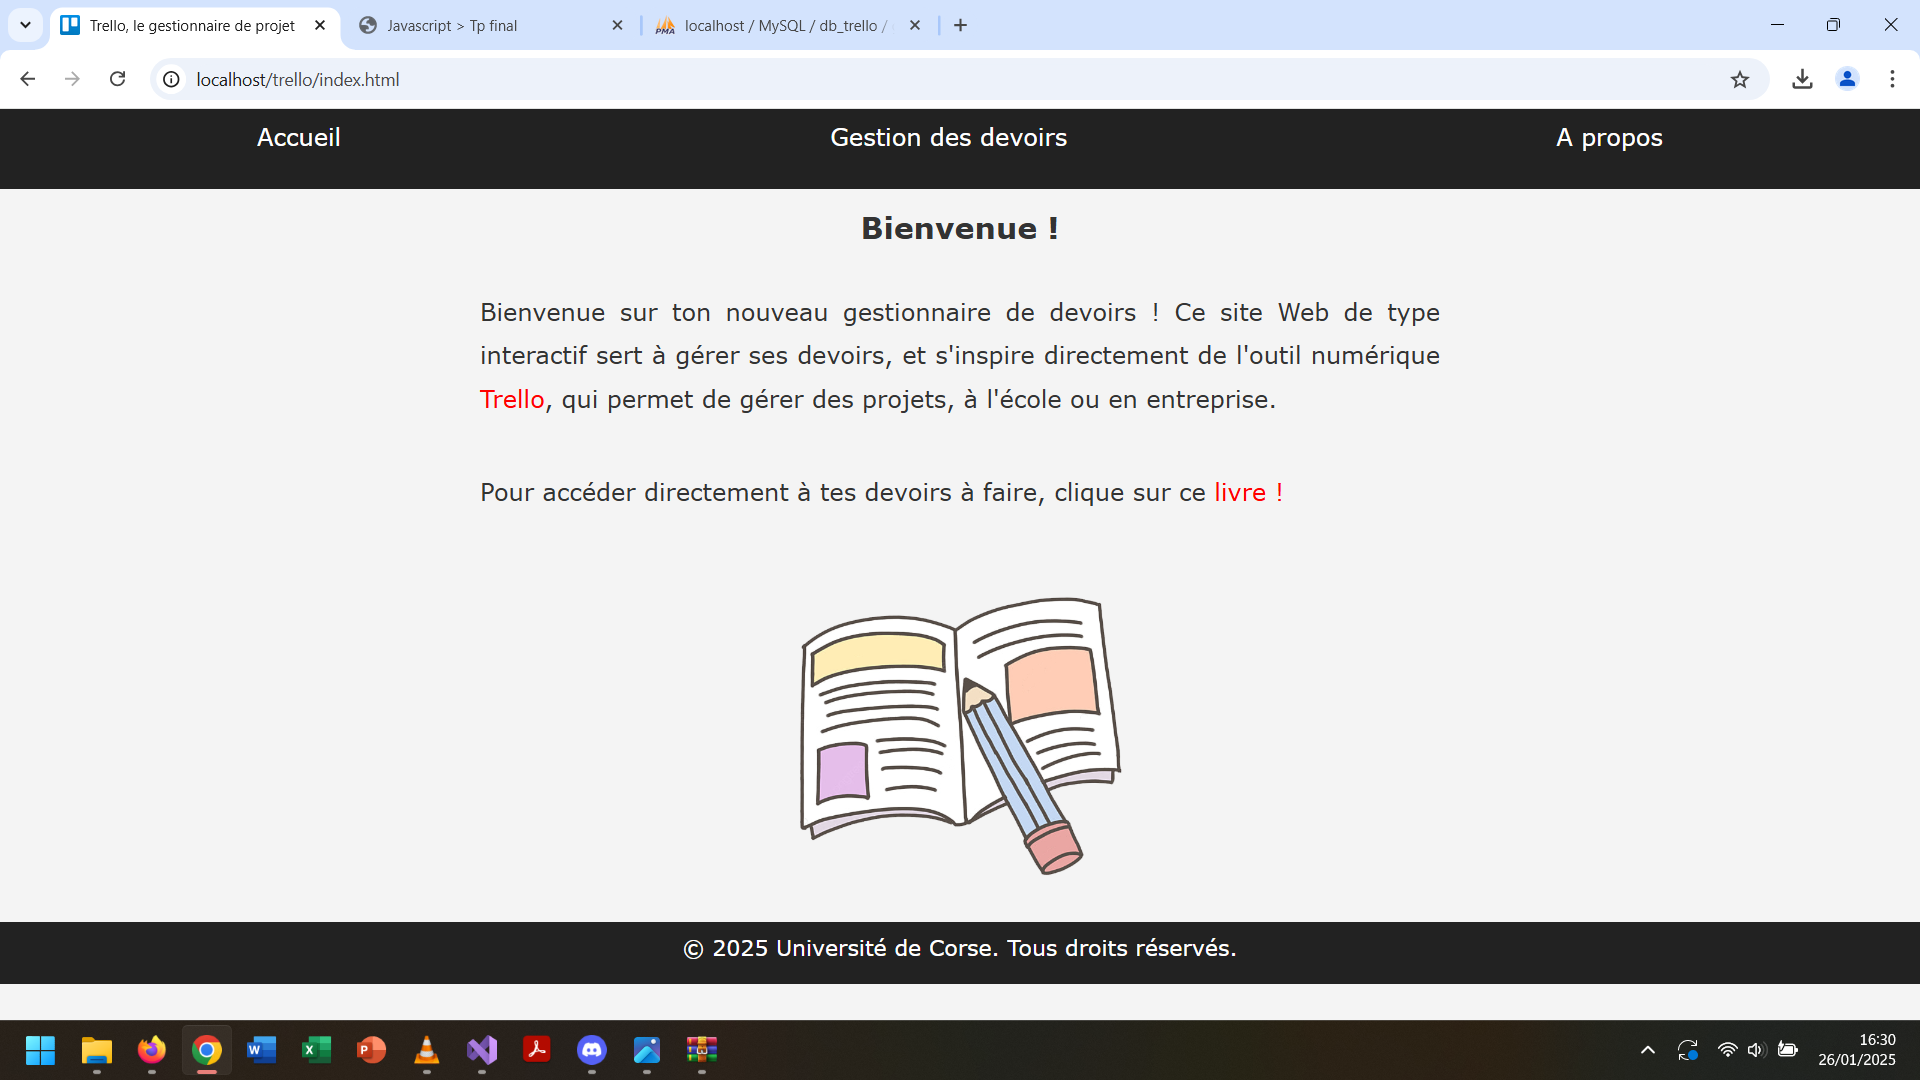 Trello, le gestionnaire de projet
Javascript > Tp final
PMA
localhost / MySQL / db_trello /
localhost/trello/index.html
Accueil
Gestion des devoirs
A propos
Bienvenue !
Bienvenue sur ton nouveau gestionnaire de devoirs ! Ce site Web de type
interactif sert à gérer ses devoirs, et s'inspire directement de l'outil numérique
Trello, qui permet de gérer des projets, à l'école ou en entreprise.
Pour accéder directement à tes devoirs à faire, clique sur ce livre !
© 2025 Université de Corse. Tous droits réservés.
W
X
P
16:30
26/01/2025